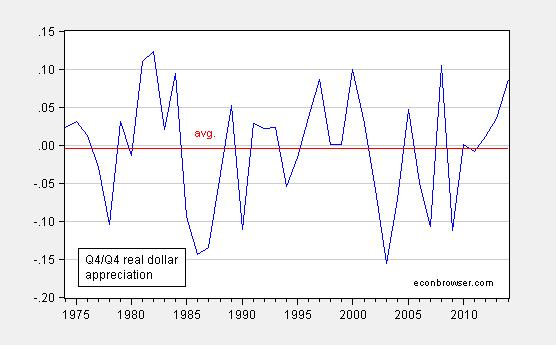 .15
.10
.05
avg.
.00
-.05
-.10
-.15
Q4/Q4 real dollar
appreciation
econbrowser.com
-.20
1975 1980 1985 1990 1995 2000 2005 2010